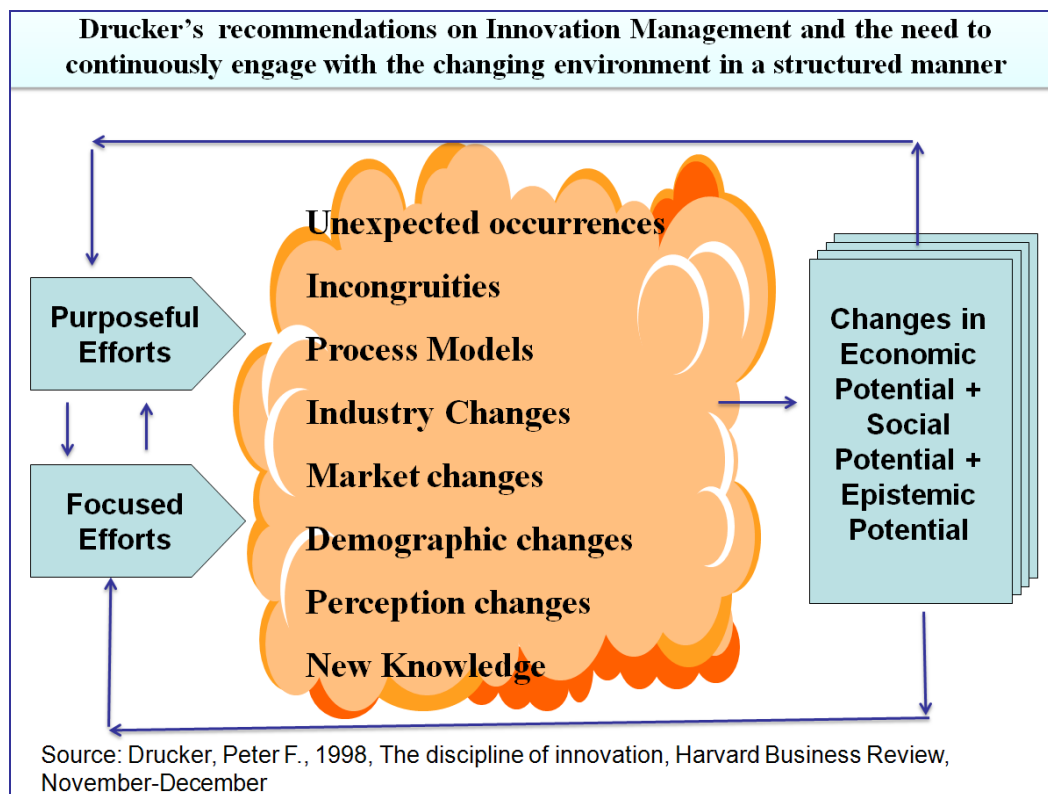 Drucker's recommendations on Innovation Management and the need to
continuously engage with the changing environment in a structured manner
Purposeful
Efforts
Focused
Efforts
Unexpected occurrences
Incongruities
Process Models
Industry Changes
Market changes
Demographic changes
Perception changes
New Knowledge
Changes in
Economic
Potential +
Social
Potential +
Epistemic
Potential
Source: Drucker, Peter F., 1998, The discipline of innovation, Harvard Business Review,
November-December